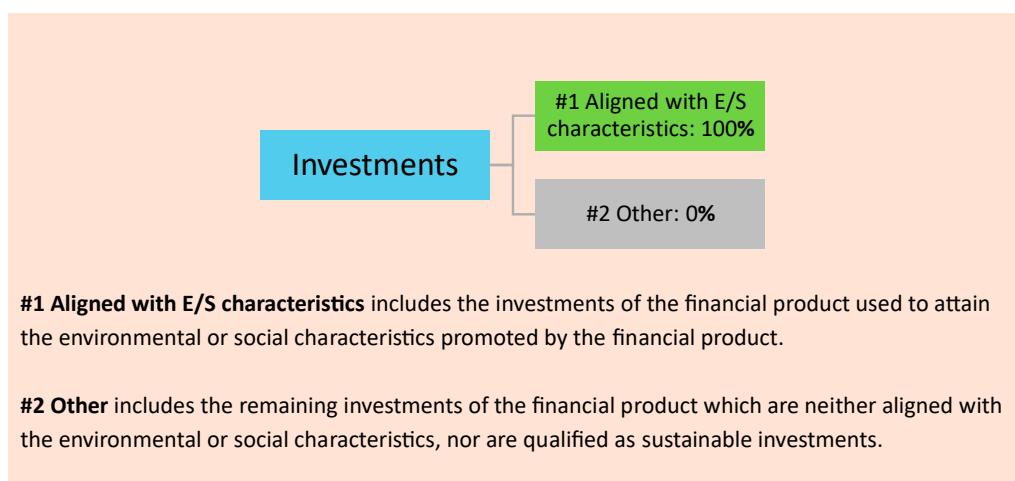 #1 Aligned with E/S
characteristics: 100%
Investments
#2 Other: 0%
#1 Aligned with E/S characteristics includes the investments of the financial product used to attain
the environmental or social characteristics promoted by the financial product.
#2 Other includes the remaining investments of the financial product which are neither aligned with
the environmental or social characteristics, nor are qualified as sustainable investments.